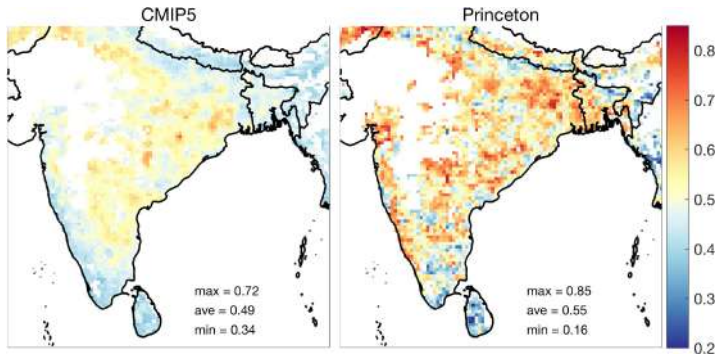 CMIP5
Princeton
max = 0.72
ave = 0.49
min = 0.34
max = 0.85
ave = 0.55
min = 0.16
0.8
0.7
0.6
0.5
0.4
0.3
0.2